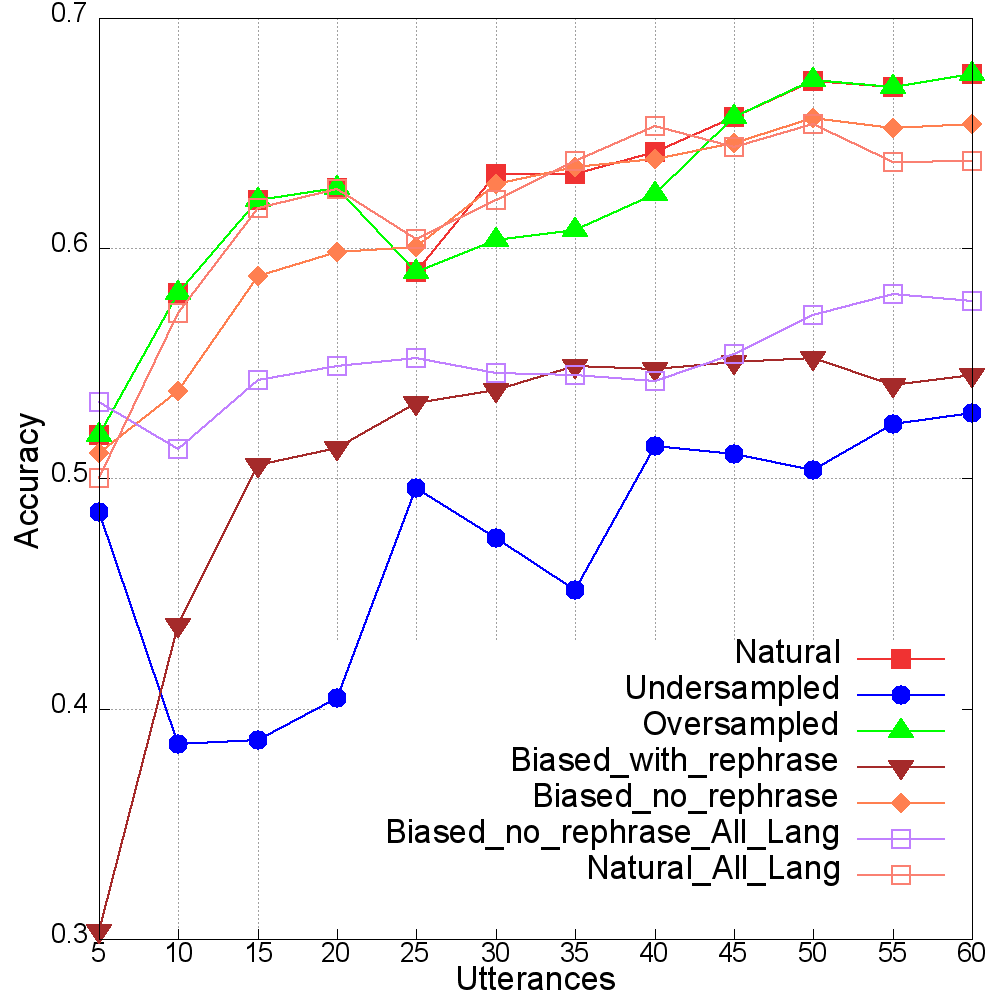 0.7
0.6
0.5
0.4
0.3
Accuracy
Natural
Undersampled
Oversampled
Biased_with_rephrase
Biased_no_rephrase
Biased_no_rephrase_All_Lang
Natural_All_Lang
5 10 15 20 25 30 35 40 45 50 55 60
Utterances